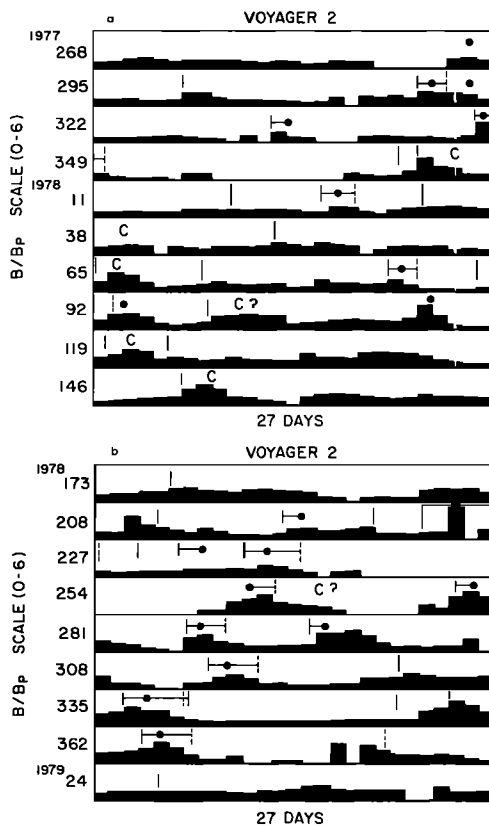 a VOYAGER 2
1977
268
295
322
349 C
1978
11
38 C
65 C
92 C ?
119 C
146 C
B/Bp SCALE (0-6)
27 DAYS
b VOYAGER 2
1978
173
208
227
254 C ?
281
308
335
362
1979
24
B/Bp SCALE (0-6)
27 DAYS